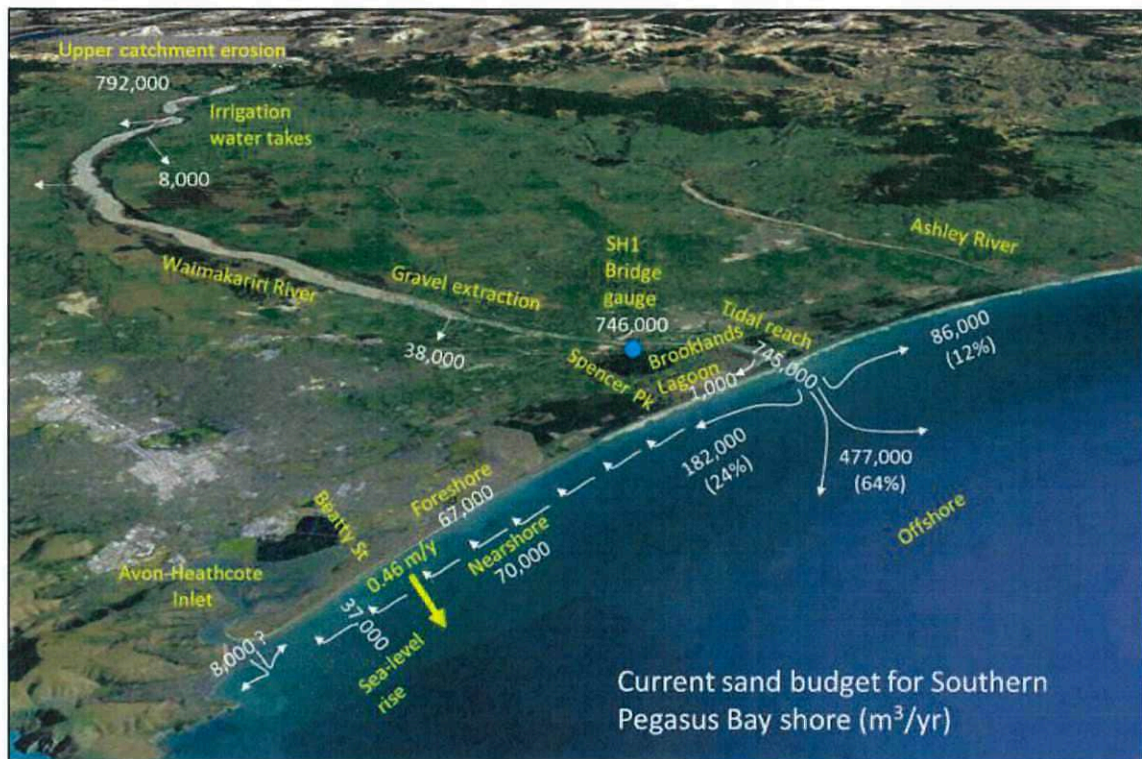 Upper catchment erosion
792,000
Irrigation
water takes
8,000
Waimakariri River
Gravel extraction
38,000
SH1
Bridge
gauge
746,000
Ashley River
Tidal reach
745,000
Brooklands
Lagoon
1,000
Spencer Pk
86,000
(12%)
477,000
(64%)
182,000
(24%)
Offshore
Foreshore
67,000
Nearshore
70,000
Beatty St
0.46 m/y
Avon-Heathcote
Inlet
37,000
Sea-level
rise
8,000 ?
Current sand budget for Southern
Pegasus Bay shore (m³/yr)